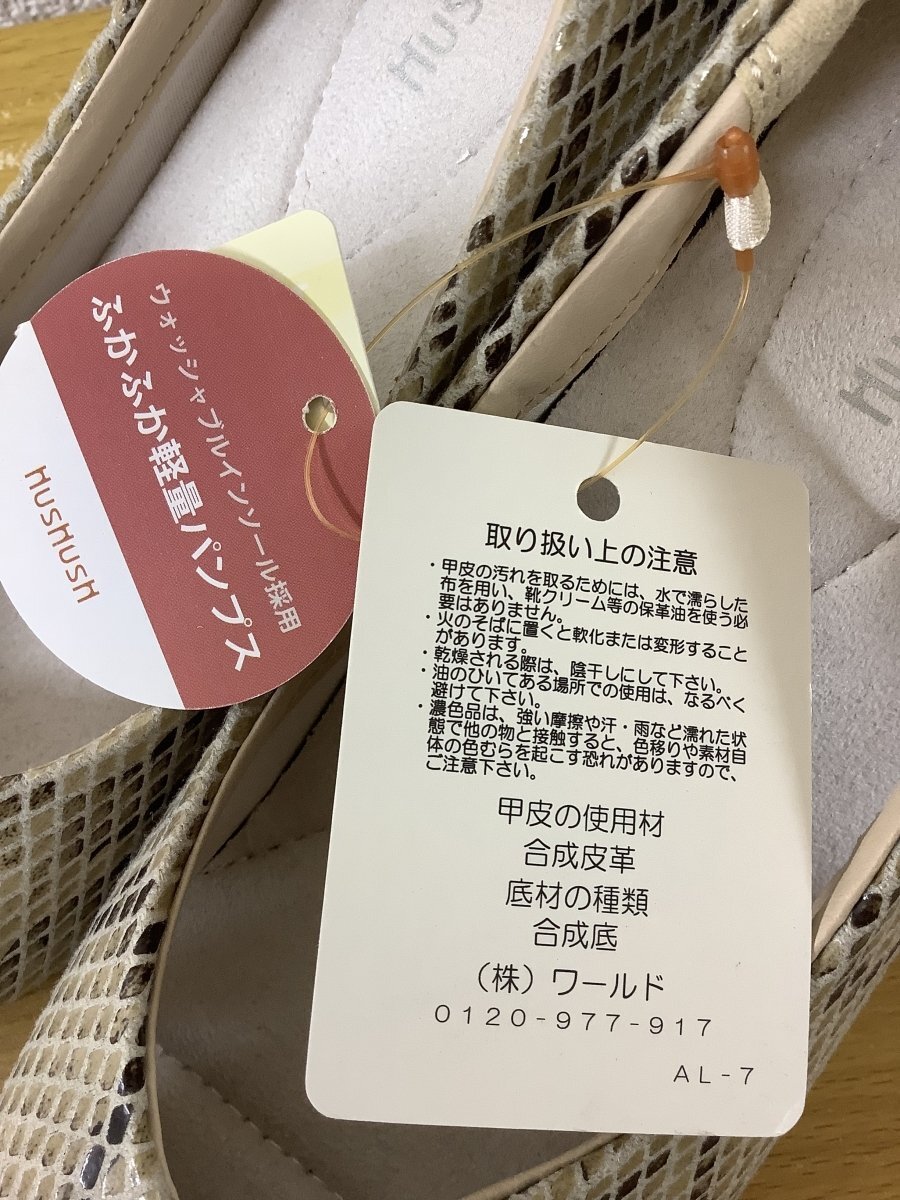 Hus
Hu
ウォッシャブルインソール採用
ふかふか軽量パンプス
HusHusH
取り扱い上の注意
・甲皮の汚れを取るためには、水で濡らした
布を用い、靴クリーム等の保革油を使う必
要はありません。
・火のそばに置くと軟化または変形すること
があります。
・乾燥される際は、陰干しにして下さい。
・油のひいてある場所での使用は、なるべく
避けて下さい。
・濃色品は、強い摩擦や汗・雨など濡れた状
態で他の物と接触すると、色移りや素材自
体の色むらを起こす恐れがありますので、
ご注意下さい。
甲皮の使用材
合成皮革
底材の種類
合成底
（株）ワールド
0120-977-917
AL-7